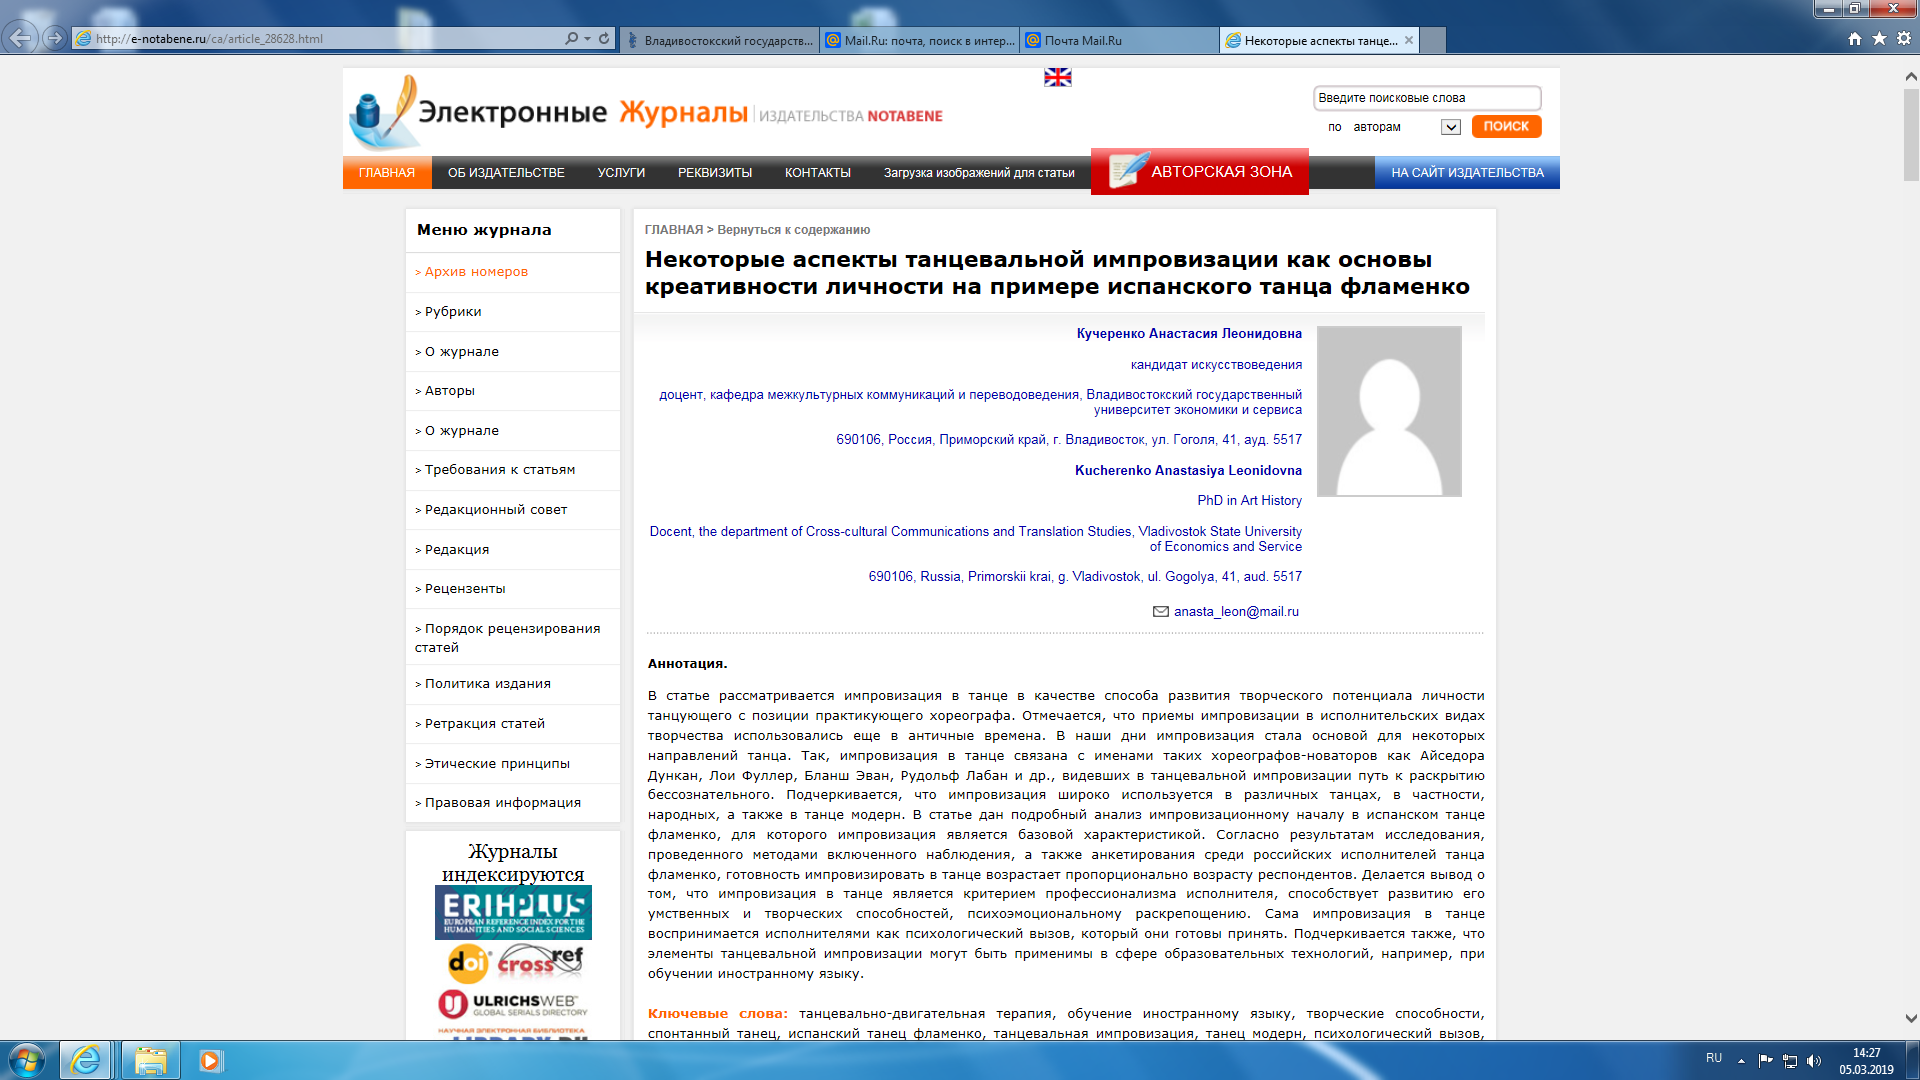 http://e-notabene.ru/ca/article_28628.html
Владивостокский государств...
Mail.Ru: почта, поиск в интер...
Почта Mail.Ru
Некоторые аспекты танце...
Электронные Журналы ИЗДАТЕЛЬСТВА NOTABENE
Введите поисковые слова
по авторам
ПОИСК
ГЛАВНАЯ
ОБ ИЗДАТЕЛЬСТВЕ
УСЛУГИ
РЕКВИЗИТЫ
КОНТАКТЫ
Загрузка изображений для статьи
АВТОРСКАЯ ЗОНА
НА САЙТ ИЗДАТЕЛЬСТВА
Меню журнала
> Архив номеров
> Рубрики
> О журнале
> Авторы
> О журнале
> Требования к статьям
> Редакционный совет
> Редакция
> Рецензенты
> Порядок рецензирования
статей
> Политика издания
> Ретракция статей
> Этические принципы
> Правовая информация
Журналы
индексируются
ERIHPLUS
EUROPEAN REFERENCE INDEX FOR THE
HUMANITIES AND SOCIAL SCIENCES
doi crossref
ULRICHSWEB™
GLOBAL SERIALS DIRECTORY
НАУЧНАЯ ЭЛЕКТРОННАЯ БИБЛИОТЕКА
ГЛАВНАЯ > Вернуться к содержанию
Некоторые аспекты танцевальной импровизации как основы
креативности личности на примере испанского танца фламенко
Кучеренко Анастасия Леонидовна
кандидат искусствоведения
доцент, кафедра межкультурных коммуникаций и переводоведения, Владивостокский государственный
университет экономики и сервиса
690106, Россия, Приморский край, г. Владивосток, ул. Гоголя, 41, ауд. 5517
Kucherenko Anastasiya Leonidovna
PhD in Art History
Docent, the department of Cross-cultural Communications and Translation Studies, Vladivostok State University
of Economics and Service
690106, Russia, Primorskii krai, g. Vladivostok, ul. Gogolya, 41, aud. 5517
anasta_leon@mail.ru
Аннотация.
В статье рассматривается импровизация в танце в качестве способа развития творческого потенциала личности
танцующего с позиции практикующего хореографа. Отмечается, что приемы импровизации в исполнительских видах
творчества использовались еще в античные времена. В наши дни импровизация стала основой для некоторых
направлений танца. Так, импровизация в танце связана с именами таких хореографов-новаторов как Айседора
Дункан, Лои Фуллер, Бланш Эван, Рудольф Лабан и др., видевших в танцевальной импровизации путь к раскрытию
бессознательного. Подчеркивается, что импровизация широко используется в различных танцах, в частности,
народных, а также в танце модерн. В статье дан подробный анализ импровизационному началу в испанском танце
фламенко, для которого импровизация является базовой характеристикой. Согласно результатам исследования,
проведенного методами включенного наблюдения, а также анкетирования среди российских исполнителей танца
фламенко, готовность импровизировать в танце возрастает пропорционально возрасту респондентов. Делается вывод о
том, что импровизация в танце является критерием профессионализма исполнителя, способствует развитию его
умственных и творческих способностей, психоэмоциональному раскрепощению. Сама импровизация в танце
воспринимается исполнителями как психологический вызов, который они готовы принять. Подчеркивается также, что
элементы танцевальной импровизации могут быть применимы в сфере образовательных технологий, например, при
обучении иностранному языку.
Ключевые слова: танцевально-двигательная терапия, обучение иностранному языку, творческие способности,
спонтанный танец, испанский танец фламенко, танцевальная импровизация, танец модерн, психологический вызов,
RU
14:27
05.03.2019